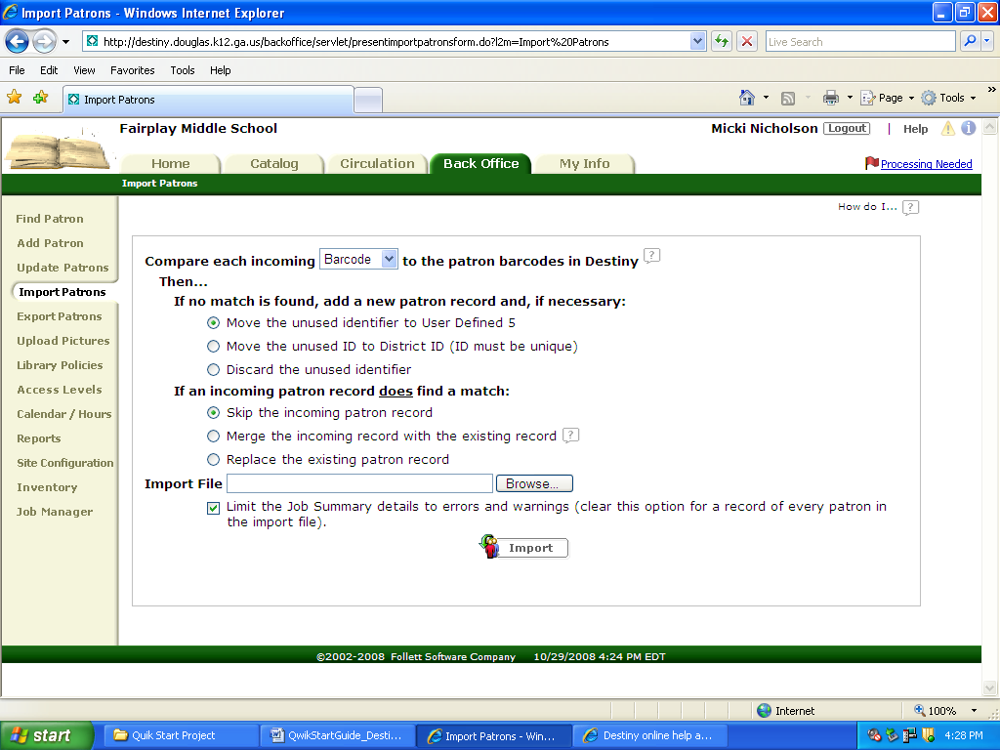 Import Patrons - Windows Internet Explorer
http://destiny.douglas.k12.ga.us/backoffice/servlet/presentimportpatronsform.do?l2m=Import%20Patrons
Live Search
File Edit View Favorites Tools Help
Import Patrons
Page Tools
Fairplay Middle School
Micki Nicholson Logout | Help
Home Catalog Circulation Back Office My Info
Processing Needed
Import Patrons
How do I... ?
Find Patron
Add Patron
Update Patrons
Import Patrons
Export Patrons
Upload Pictures
Library Policies
Access Levels
Calendar / Hours
Reports
Site Configuration
Inventory
Job Manager
Compare each incoming Barcode to the patron barcodes in Destiny ?
Then...
If no match is found, add a new patron record and, if necessary:
Move the unused identifier to User Defined 5
Move the unused ID to District ID (ID must be unique)
Discard the unused identifier
If an incoming patron record does find a match:
Skip the incoming patron record
Merge the incoming record with the existing record ?
Replace the existing patron record
Import File Browse...
Limit the Job Summary details to errors and warnings (clear this option for a record of every patron in
the import file).
Import
©2002-2008 Follett Software Company 10/29/2008 4:24 PM EDT
Internet 100%
start Quik Start Project QwikStartGuide_Desti... Import Patrons - Win... Destiny online help a... 4:28 PM